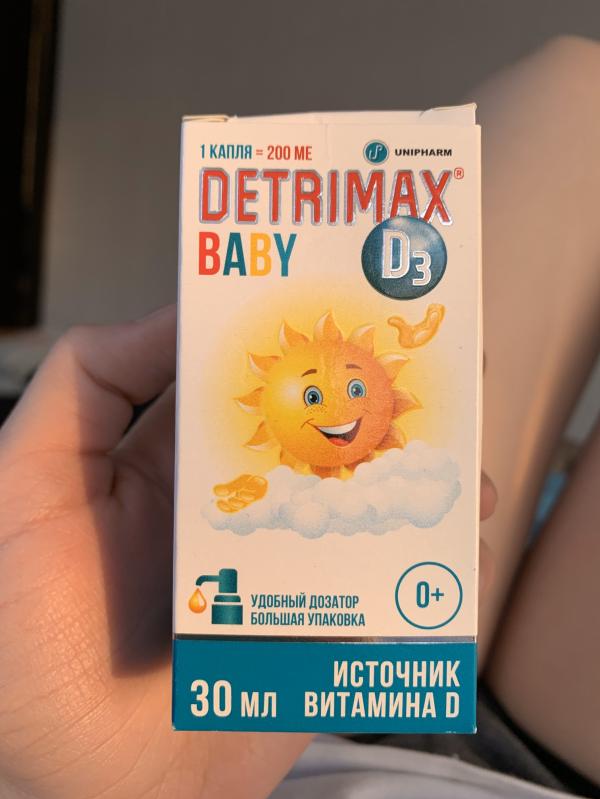 1 КАПЛЯ = 200 МЕ
UNIPHARM
DETRIMAX®
BABY
D3
УДОБНЫЙ ДОЗАТОР
БОЛЬШАЯ УПАКОВКА
0+
30 МЛ
ИСТОЧНИК
ВИТАМИНА D